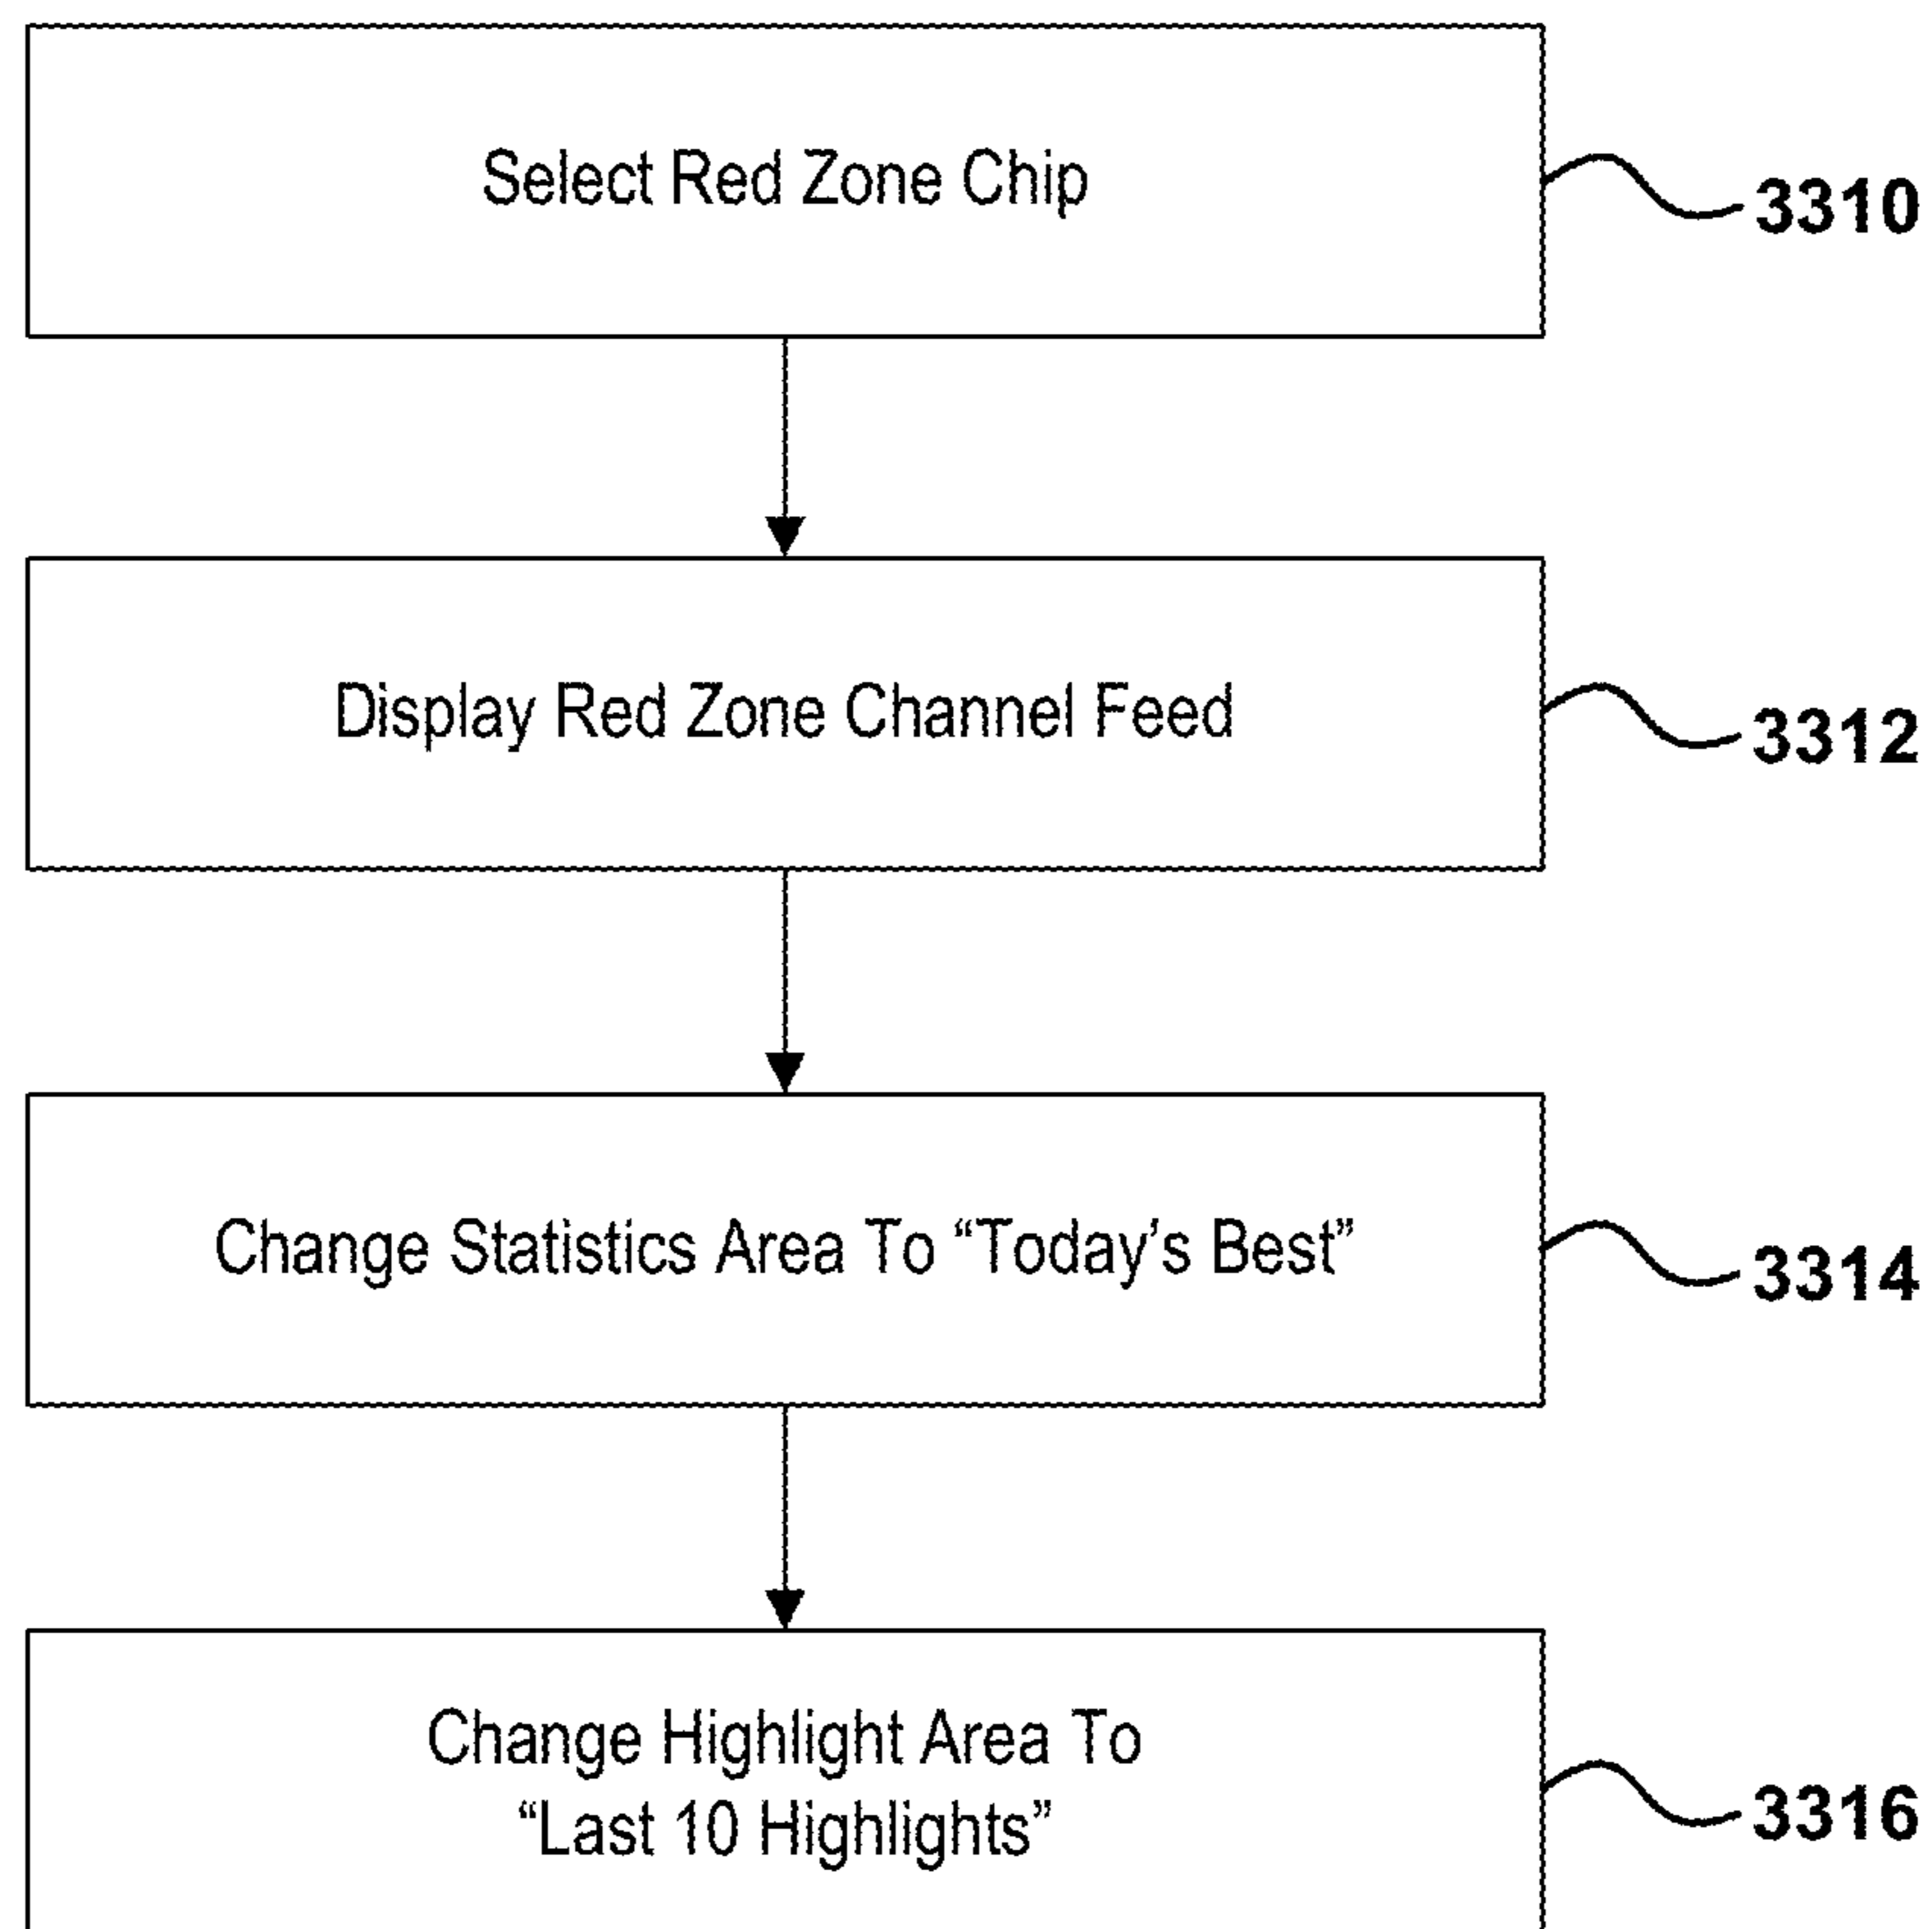 Select Red Zone Chip
3310
Display Red Zone Channel Feed
3312
Change Statistics Area To “Today’s Best”
3314
Change Highlight Area To
“Last 10 Highlights”
3316